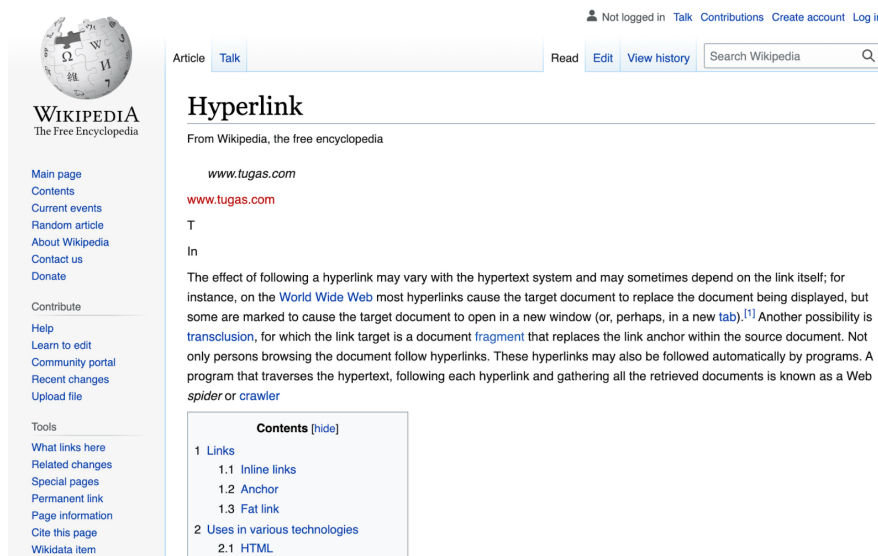 Not logged in Talk Contributions Create account Log in
Article Talk Read Edit View history Search Wikipedia
WIKIPEDIA
The Free Encyclopedia
Main page
Contents
Current events
Random article
About Wikipedia
Contact us
Donate
Contribute
Help
Learn to edit
Community portal
Recent changes
Upload file
Tools
What links here
Related changes
Special pages
Permanent link
Page information
Cite this page
Wikidata item
Hyperlink
From Wikipedia, the free encyclopedia
www.tugas.com
www.tugas.com
T
In
The effect of following a hyperlink may vary with the hypertext system and may sometimes depend on the link itself; for
instance, on the World Wide Web most hyperlinks cause the target document to replace the document being displayed, but
some are marked to cause the target document to open in a new window (or, perhaps, in a new tab).[1] Another possibility is
transclusion, for which the link target is a document fragment that replaces the link anchor within the source document. Not
only persons browsing the document follow hyperlinks. These hyperlinks may also be followed automatically by programs. A
program that traverses the hypertext, following each hyperlink and gathering all the retrieved documents is known as a Web
spider or crawler
Contents [hide]
1 Links
1.1 Inline links
1.2 Anchor
1.3 Fat link
2 Uses in various technologies
2.1 HTML